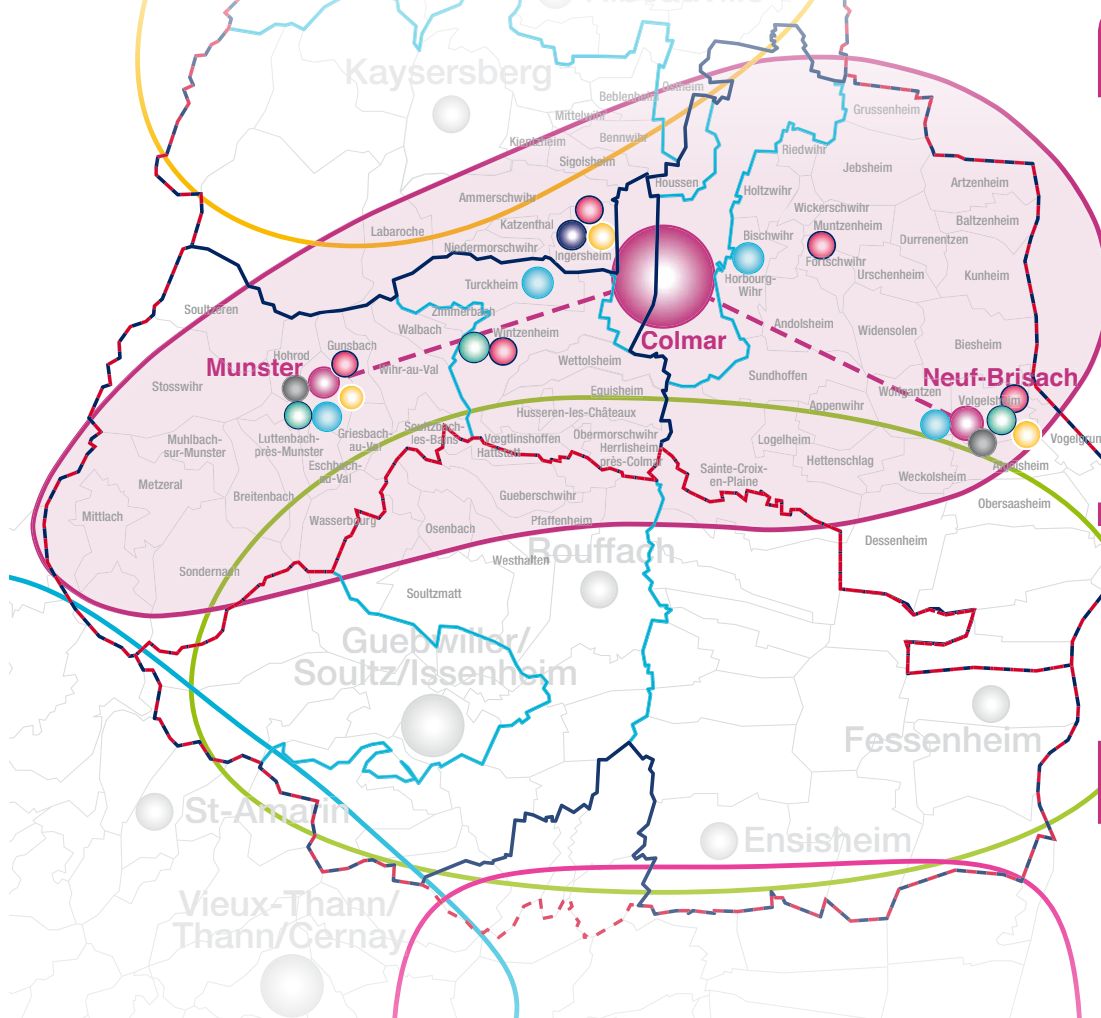 Kaysersberg
Ostheim
Beblenheim
Mittelwihr
Grussenheim
Bennwihr
Kientzheim
Riedwihr
Sigolsheim
Jebsheim
Houssen
Artzenheim
Holtzwihr
Ammerschwihr
Wickerschwihr
Baltzenheim
Katzenthal
Muntzenheim
Labaroche
Bischwihr
Durrenentzen
Niedermorschwihr
Ingersheim
Fortschwihr
Urschenheim
Kunheim
Turckheim
Horbourg-
Wihr
Soultzeren
Zimmerbach
Andolsheim
Walbach
Wintzenheim
Widensolen
Colmar
Biesheim
Gunsbach
Hohrod
Munster
Wihr-au-Val
Wettolsheim
Sundhoffen
Neuf-Brisach
Stosswihr
Eguisheim
Wolfgantzen
Volgelsheim
Appenwihr
Husseren-les-Châteaux
Soultzbach-
les-Bains
Griesbach-
au-Val
Muhlbach-
sur-Munster
Luttenbach-
près-Munster
Vœgtlinshoffen
Obermorschwihr
Logelheim
Vogelgrun
Hattstatt
Herrlisheim-
près-Colmar
Hettenschlag
Eschbach-
au-Val
Sainte-Croix-
en-Plaine
Algolsheim
Metzeral
Weckolsheim
Breitenbach
Gueberschwihr
Obersaasheim
Mittlach
Wasserbourg
Osenbach
Pfaffenheim
Dessenheim
Rouffach
Westhalten
Sondernach
Soultzmatt
Guebwiller/
Soultz/Issenheim
Fessenheim
St-Amarin
Ensisheim
Vieux-Thann/
Thann/Cernay